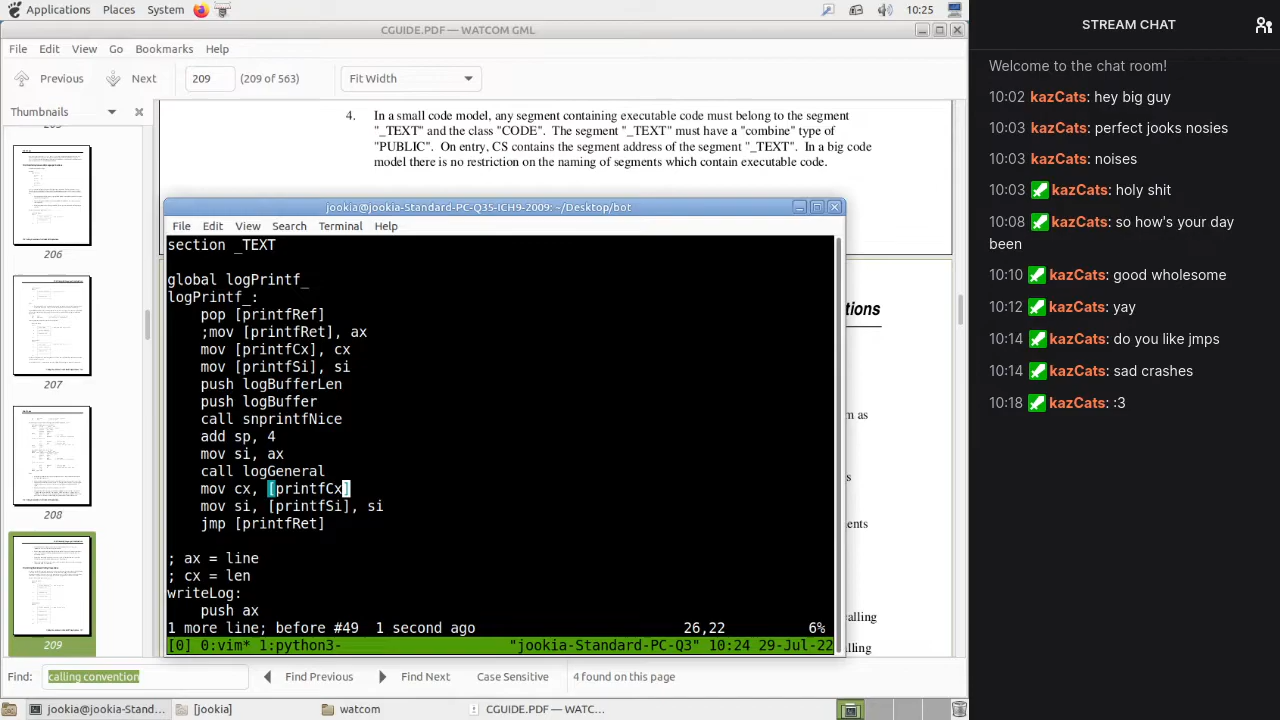 Applications Places System 10:25
CGUIDE.PDF — WATCOM GML
File Edit View Go Bookmarks Help
Previous Next 209 (209 of 563) Fit Width
Thumbnails
206
207
208
209
4. In a small code model, any segment containing executable code must belong to the segment
"_TEXT" and the class "CODE". The segment "_TEXT" must have a "combine" type of
"PUBLIC". On entry, CS contains the segment address of the segment "_TEXT". In a big code
model there is no restriction on the naming of segments which contain executable code.
tions
m as
s
ents
alling
lling
jookia@jookia-Standard-PC-Q35-ICH9-2009: ~/Desktop/bot
File Edit View Search Terminal Help
section _TEXT
global logPrintf_
logPrintf_:
pop [printfRet]
;mov [printfRet], ax
mov [printfCx], cx
mov [printfSi], si
push logBufferLen
push logBuffer
call snprintfNice
add sp, 4
mov si, ax
call logGeneral
mov cx, [printfCx]
mov si, [printfSi], si
jmp [printfRet]
; ax = line
; cx = len
writeLog:
push ax
1 more line; before #49 1 second ago 26,22 6%
[0] 0:vim* 1:python3- "jookia-Standard-PC-Q3" 10:24 29-Jul-22
Find: calling convention Find Previous Find Next Case Sensitive 4 found on this page
jookia@jookia-Stand... [jookia] watcom CGUIDE.PDF — WATC...
STREAM CHAT
Welcome to the chat room!
10:02 kazCats: hey big guy
10:03 kazCats: perfect jooks nosies
10:03 kazCats: noises
10:03 kazCats: holy shit
10:08 kazCats: so how's your day
been
10:10 kazCats: good wholesome
10:12 kazCats: yay
10:14 kazCats: do you like jmps
10:14 kazCats: sad crashes
10:18 kazCats: :3